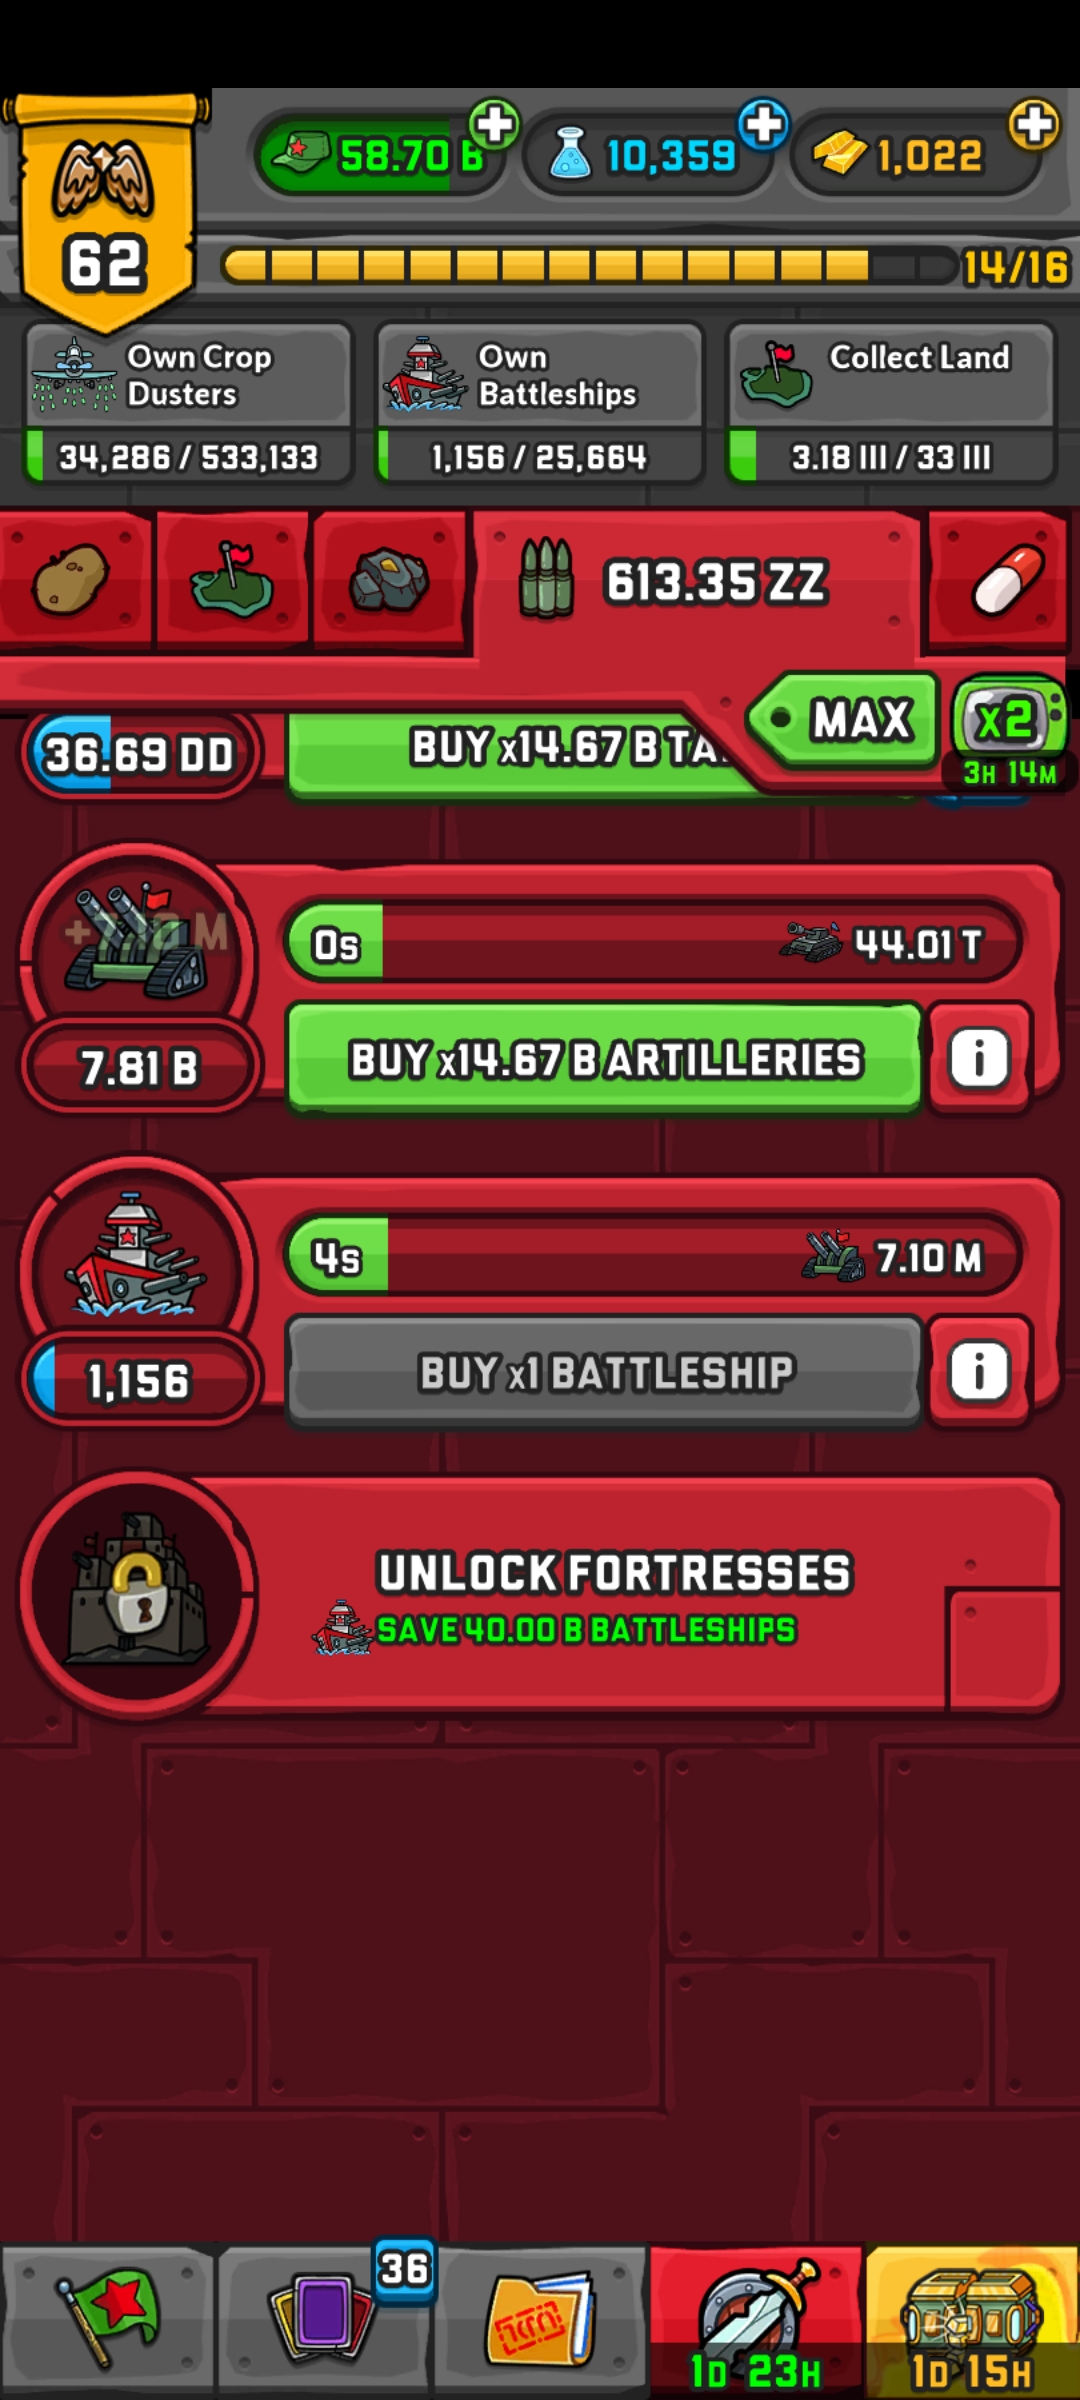 58.70 B
10,359
1,022
62
14/16
Own Crop
Dusters
Own
Battleships
Collect Land
34,286 / 533,133
1,156 / 25,664
3.18 III / 33 III
613.35 ZZ
MAX
x2
3H 14M
36.69 DD
BUY x14.67 B TA
0s
44.01 T
7.81 B
BUY x14.67 B ARTILLERIES
i
4s
7.10 M
1,156
BUY x1 BATTLESHIP
i
UNLOCK FORTRESSES
SAVE 40.00 B BATTLESHIPS
36
1D 23H
1D 15H